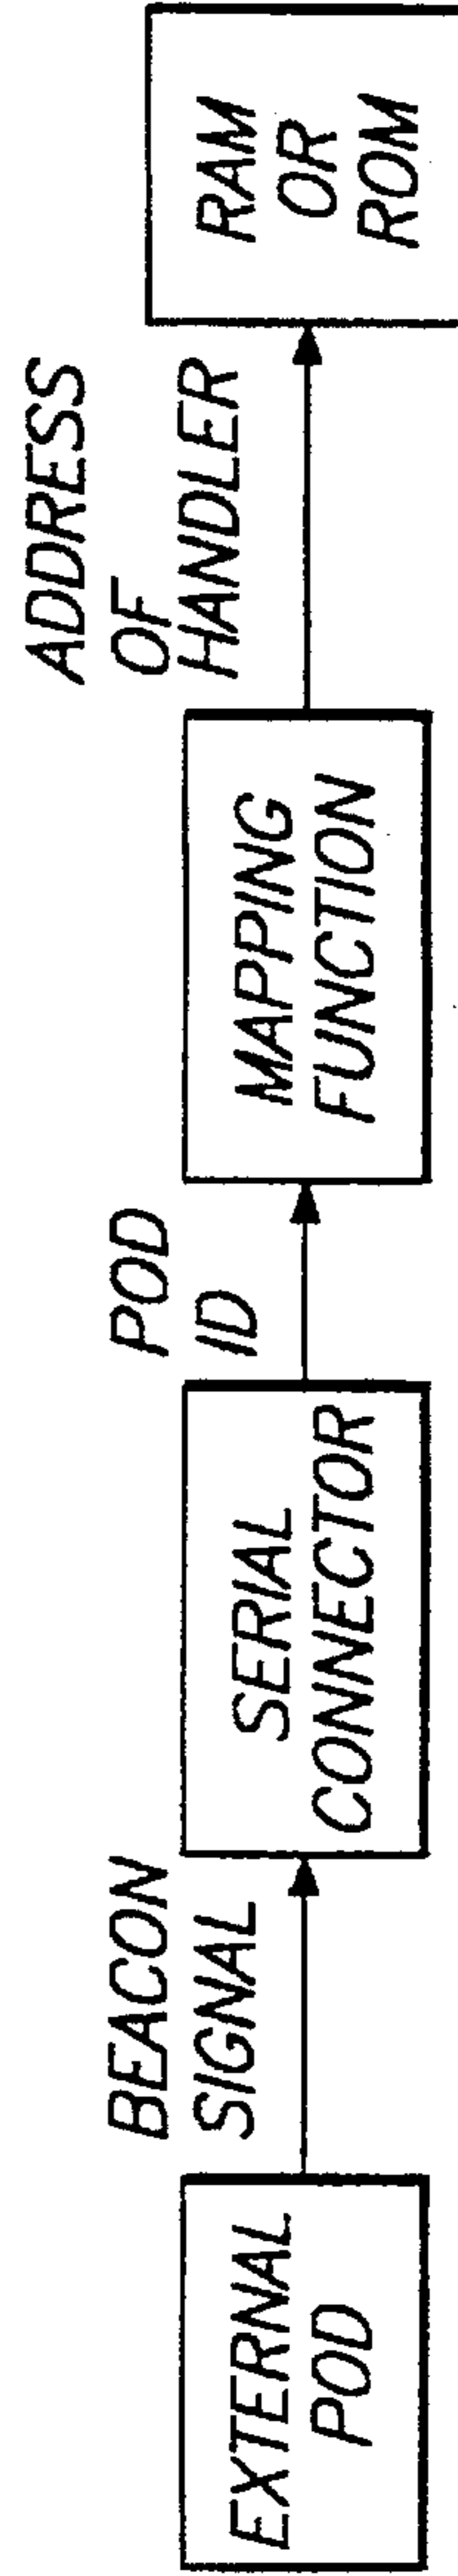 EXTERNAL
POD
BEACON
SIGNAL
SERIAL
CONNECTOR
POD
ID
MAPPING
FUNCTION
ADDRESS
OF
HANDLER
RAM
OR
ROM